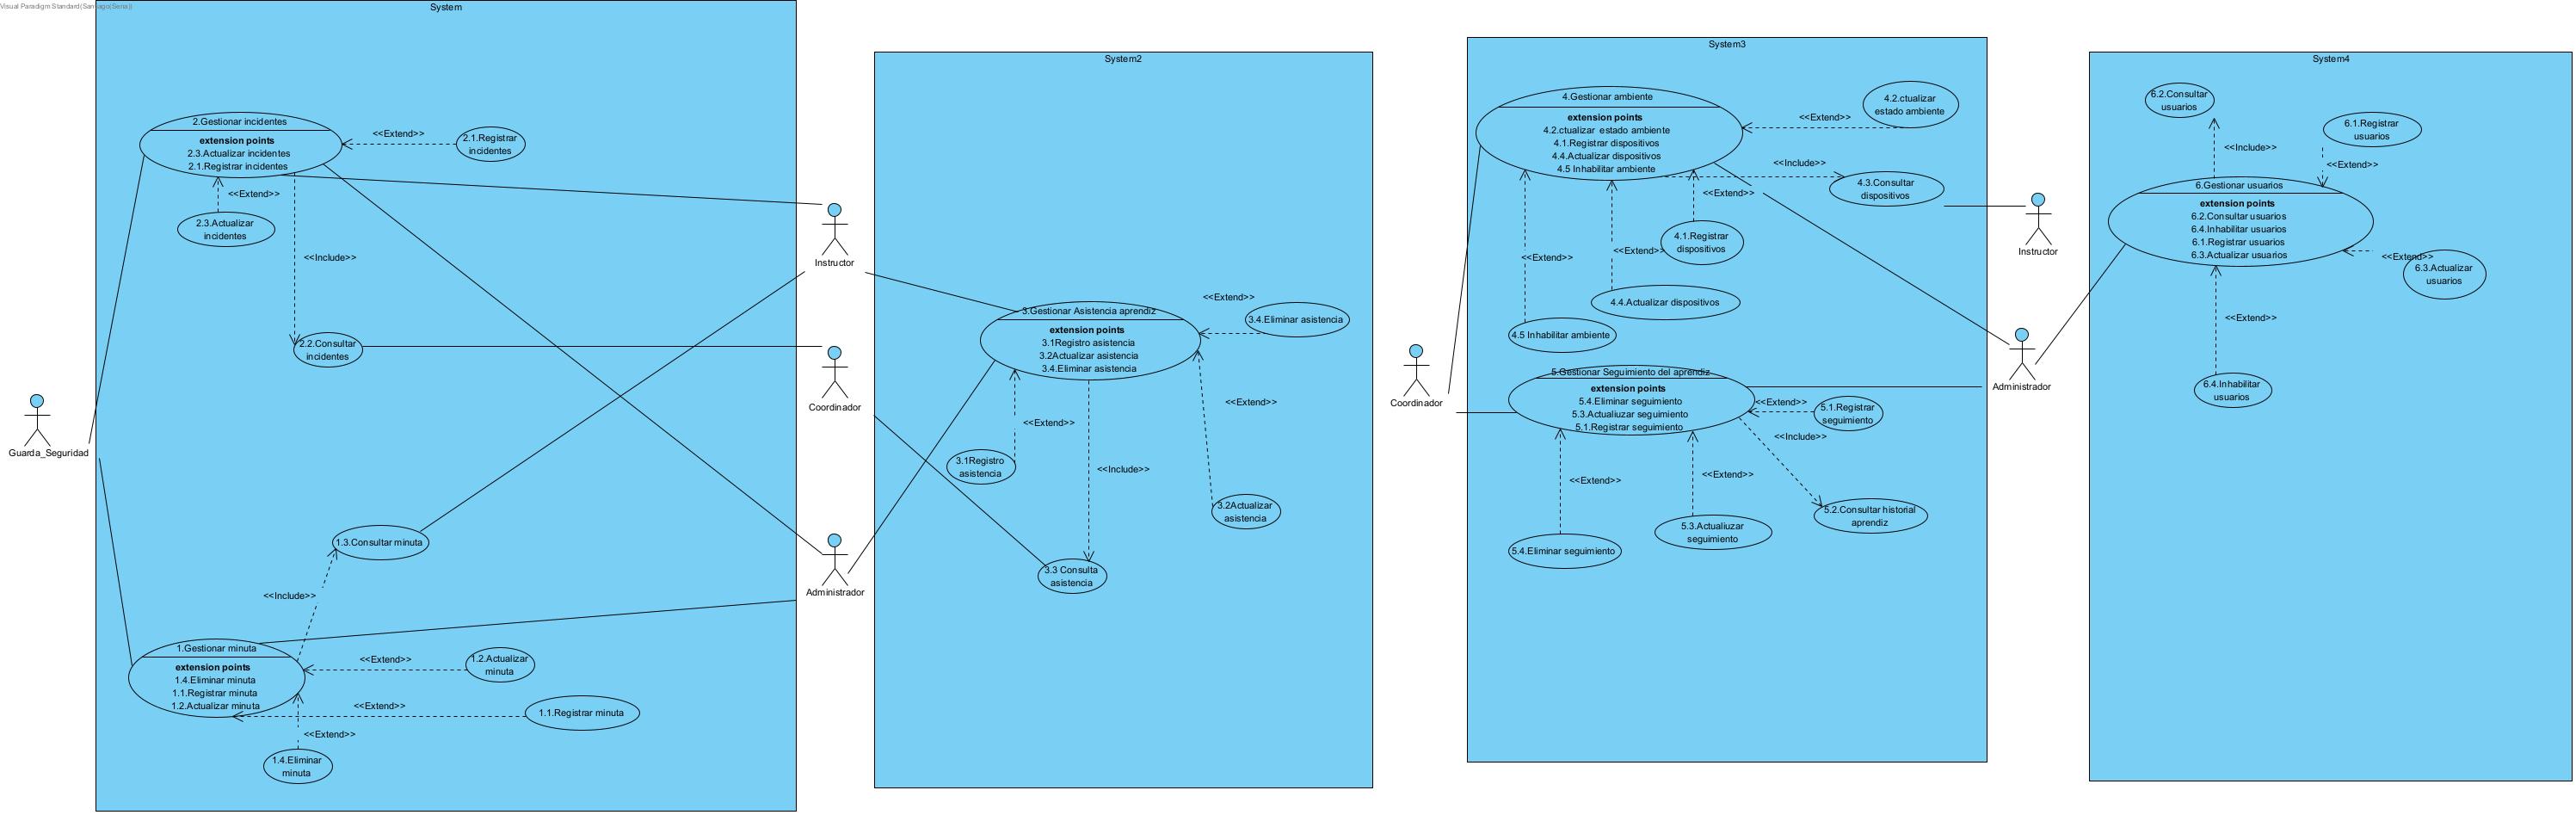 Visual Paradigm Standard(Santiago(Sena))
System
2.Gestionar incidentes
extension points
2.3.Actualizar incidentes
2.1.Registrar incidentes
<<Extend>>
2.1.Registrar
incidentes
<<Extend>>
2.3.Actualizar
incidentes
<<Include>>
2.2.Consultar
incidentes
Guarda_Seguridad
1.3.Consultar minuta
<<Include>>
1.Gestionar minuta
extension points
1.4.Eliminar minuta
1.1.Registrar minuta
1.2.Actualizar minuta
<<Extend>>
1.2.Actualizar
minuta
<<Extend>>
1.1.Registrar minuta
<<Extend>>
1.4.Eliminar
minuta
Instructor
Coordinador
Administrador
System2
3.Gestionar Asistencia aprendiz
extension points
3.1Registro asistencia
3.2Actualizar asistencia
3.4.Eliminar asistencia
<<Extend>>
3.4.Eliminar asistencia
<<Extend>>
<<Extend>>
3.1Registro
asistencia
<<Include>>
3.2Actualizar
asistencia
3.3 Consulta
asistencia
Coordinador
System3
4.Gestionar ambiente
extension points
4.2.ctualizar estado ambiente
4.1.Registrar dispositivos
4.4.Actualizar dispositivos
4.5 Inhabilitar ambiente
<<Extend>>
4.2.ctualizar
estado ambiente
<<Include>>
4.3.Consultar
dispositivos
<<Extend>>
4.1.Registrar
dispositivos
<<Extend>>
<<Extend>>
4.4.Actualizar dispositivos
4.5 Inhabilitar ambiente
5.Gestionar Seguimiento del aprendiz
extension points
5.4.Eliminar seguimiento
5.3.Actualiuzar seguimiento
5.1.Registrar seguimiento
<<Extend>>
5.1.Registrar
seguimiento
<<Include>>
<<Extend>>
<<Extend>>
5.2.Consultar historial
aprendiz
5.3.Actualiuzar
seguimiento
5.4.Eliminar seguimiento
Instructor
Administrador
System4
6.2.Consultar
usuarios
6.1.Registrar
usuarios
<<Include>>
<<Extend>>
6.Gestionar usuarios
extension points
6.2.Consultar usuarios
6.4.Inhabilitar usuarios
6.1.Registrar usuarios
6.3.Actualizar usuarios
<<Extend>>
6.3.Actualizar
usuarios
<<Extend>>
6.4.Inhabilitar
usuarios